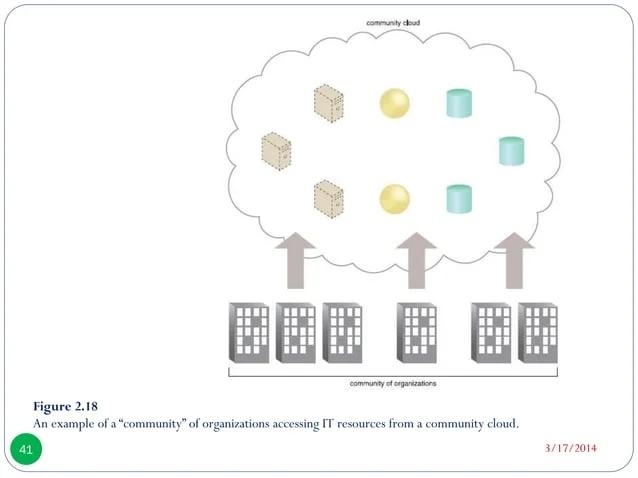 community cloud
community of organizations
Figure 2.18
An example of a “community” of organizations accessing IT resources from a community cloud.
41
3/17/2014